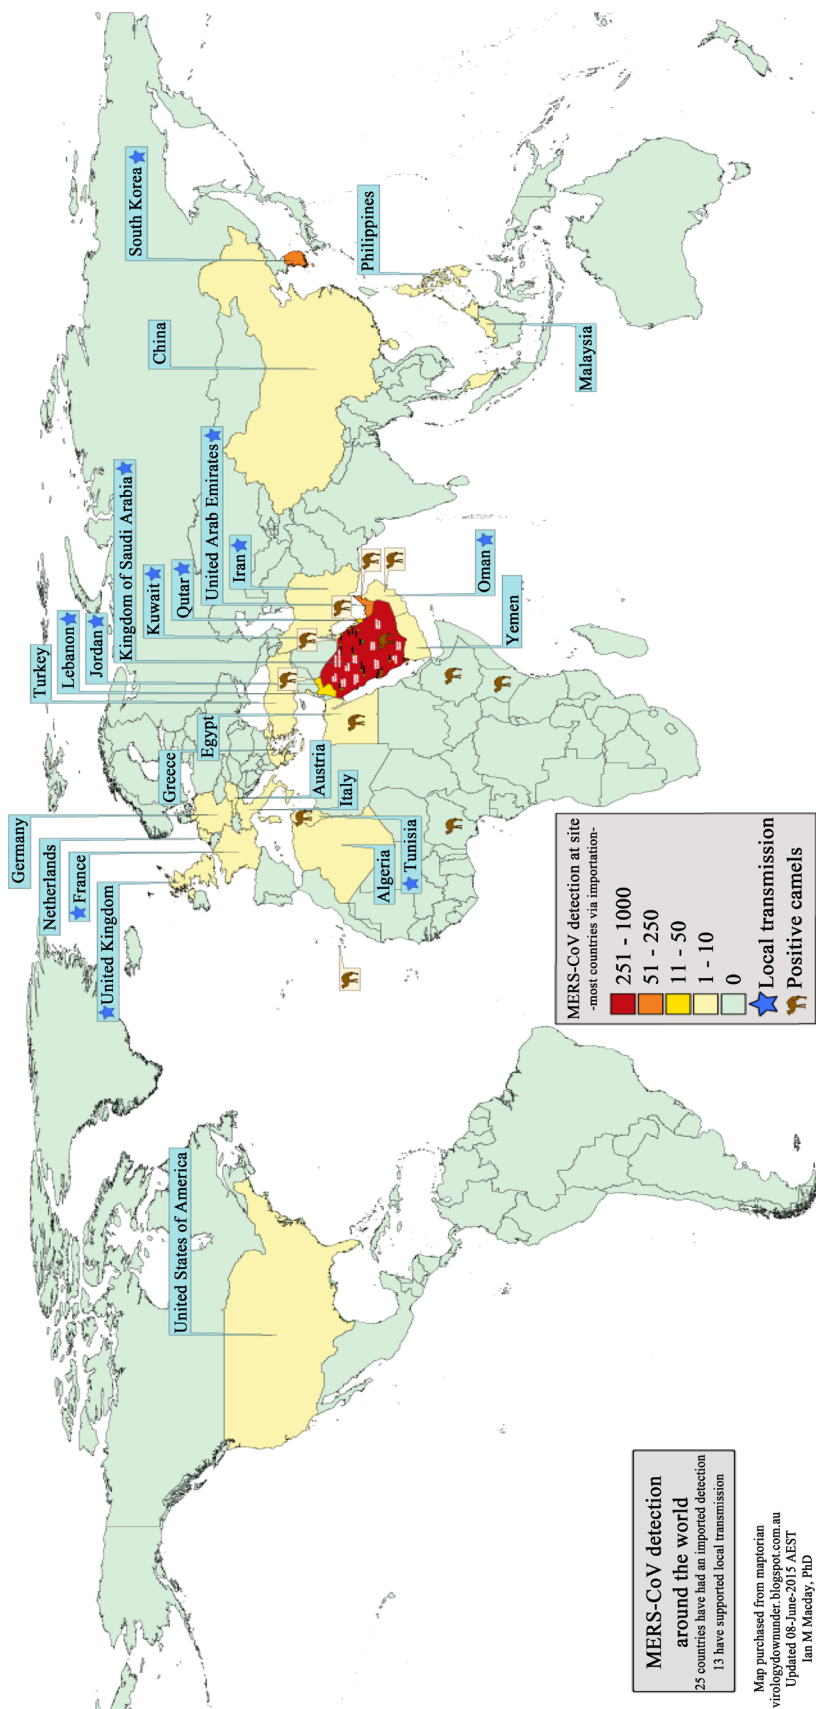 Germany
Netherlands
France
United Kingdom
Turkey
Lebanon
Jordan
Kingdom of Saudi Arabia
Kuwait
Qutar
United Arab Emirates
Iran
South Korea
China
Philippines
Malaysia
Greece
Egypt
Austria
Italy
Algeria
Tunisia
Oman
Yemen
United States of America
MERS-CoV detection at site
-most countries via importation-
251 - 1000
51 - 250
11 - 50
1 - 10
0
Local transmission
Positive camels
MERS-CoV detection
around the world
25 countries have had an imported detection
13 have supported local transmission
Map purchased from maptorian
virologydownunder.blogspot.com.au
Updated 08-June-2015 AEST
Ian M Macday, PhD